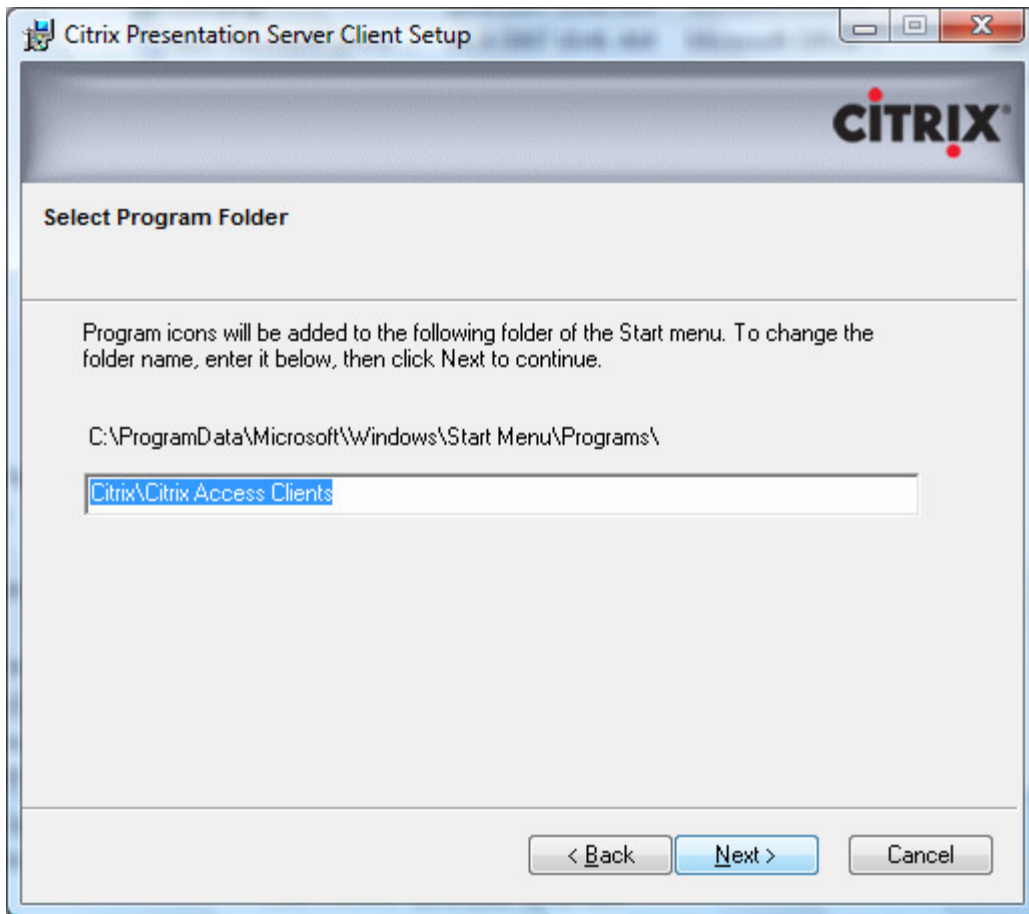 Citrix Presentation Server Client Setup
CITRIX
Select Program Folder
Program icons will be added to the following folder of the Start menu. To change the
folder name, enter it below, then click Next to continue.
C:\ProgramData\Microsoft\Windows\Start Menu\Programs\
Citrix\Citrix Access Clients
< Back Next > Cancel